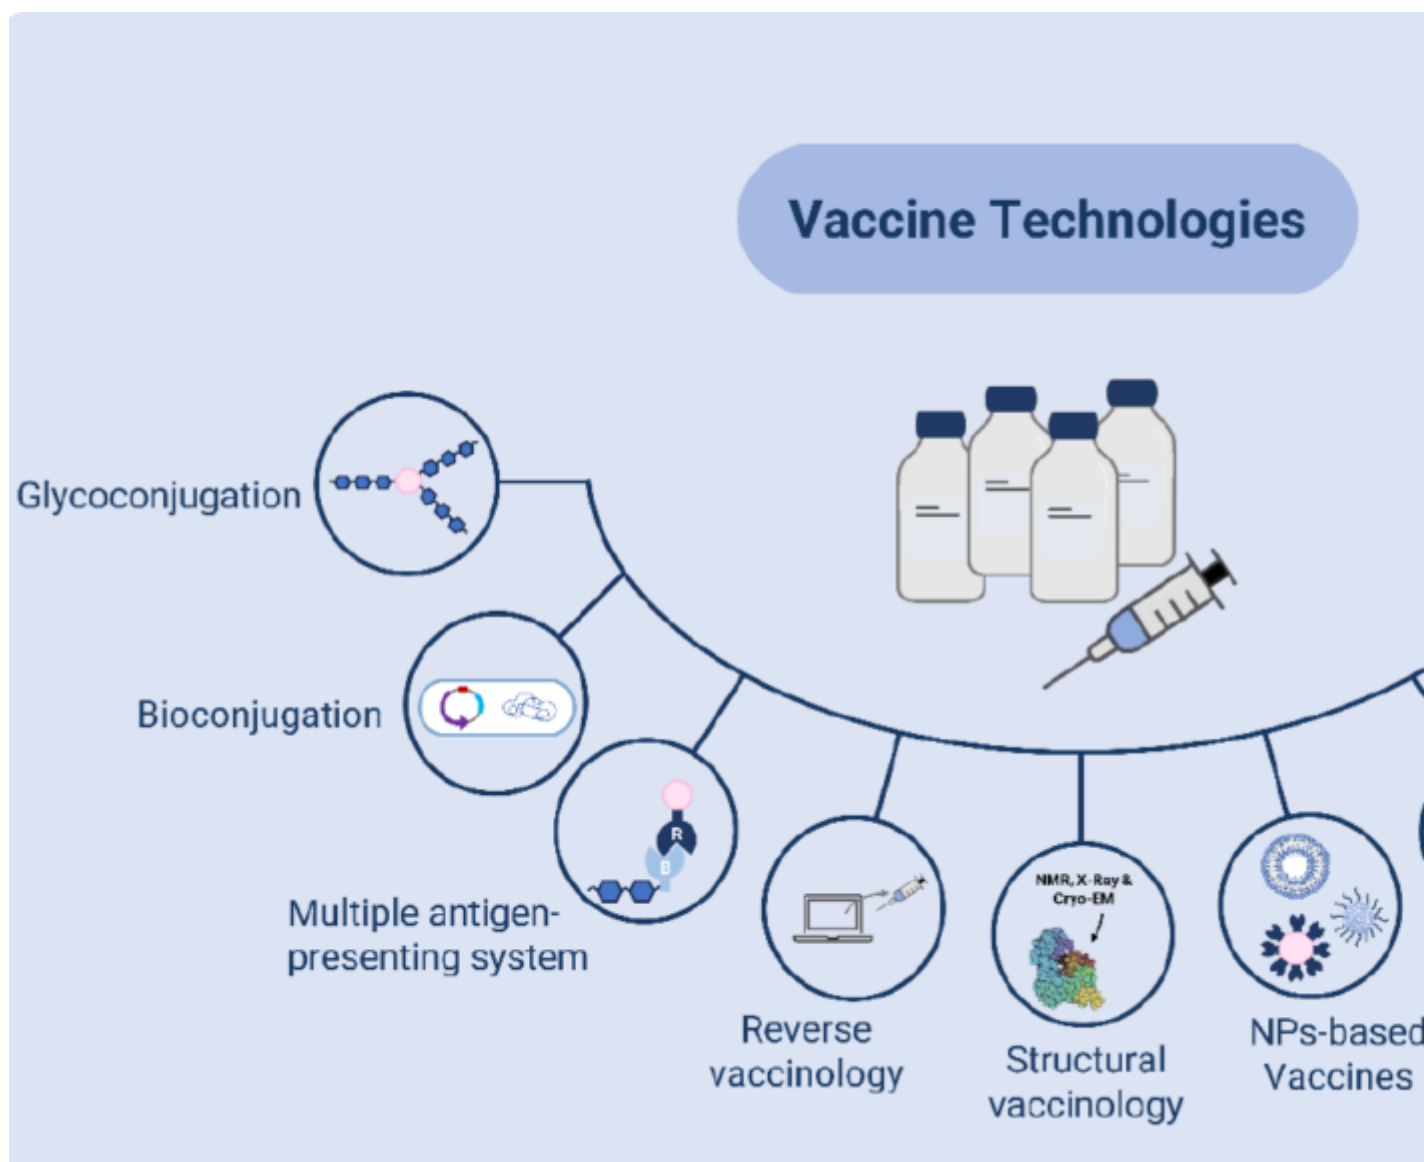 Vaccine Technologies
Glycoconjugation
Bioconjugation
R
B
Multiple antigen-
presenting system
NMR, X-Ray &
Cryo-EM
Reverse
vaccinology
Structural
vaccinology
NPs-based
Vaccines